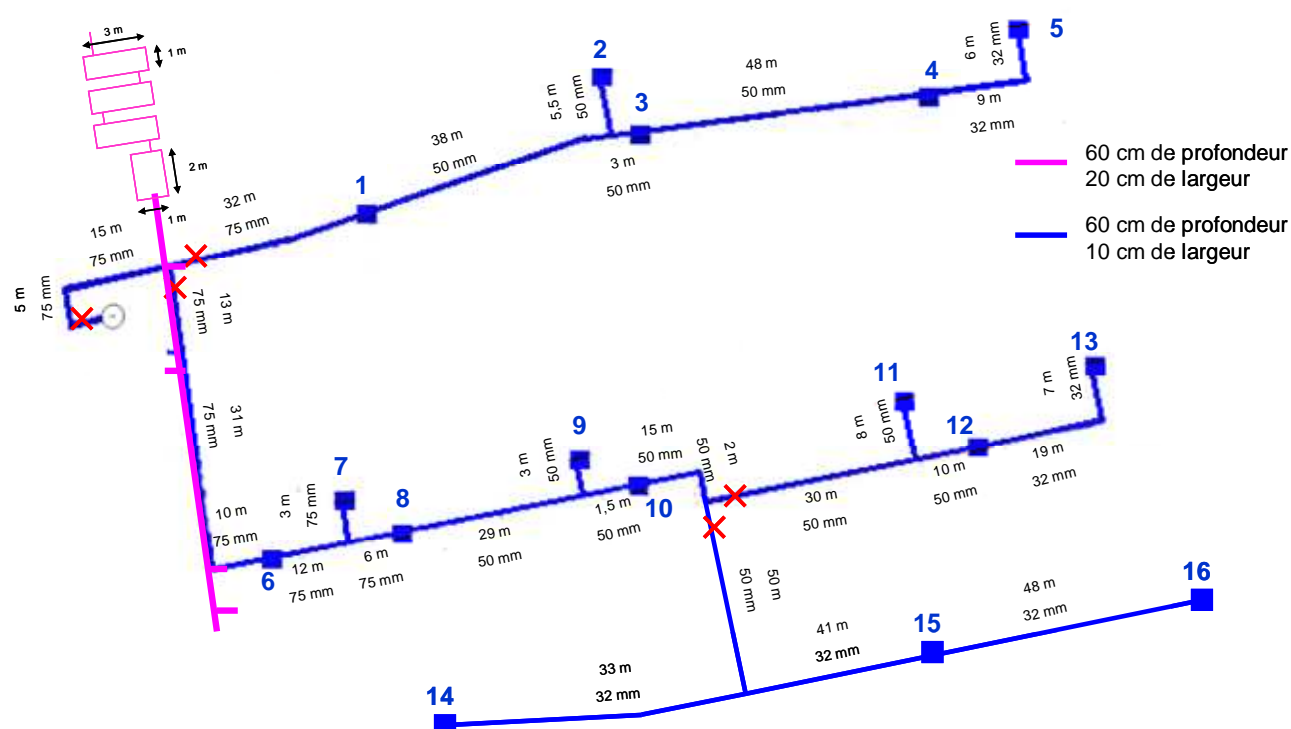 3 m
1 m
2 m
1 m
15 m
75 mm
5 m
75 mm
32 m
75 mm
1
38 m
50 mm
2
5,5 m
50 mm
3
3 m
50 mm
48 m
50 mm
4
9 m
32 mm
6 m
32 mm
5
60 cm de profondeur
20 cm de largeur
60 cm de profondeur
10 cm de largeur
13 m
75 mm
31 m
75 mm
10 m
75 mm
6
12 m
75 mm
3 m
75 mm
7
6 m
75 mm
8
29 m
50 mm
3 m
50 mm
9
1,5 m
50 mm
10
15 m
50 mm
2 m
50 mm
30 m
50 mm
8 m
50 mm
11
10 m
50 mm
12
19 m
32 mm
7 m
32 mm
13
50 m
50 mm
33 m
32 mm
14
41 m
32 mm
15
48 m
32 mm
16